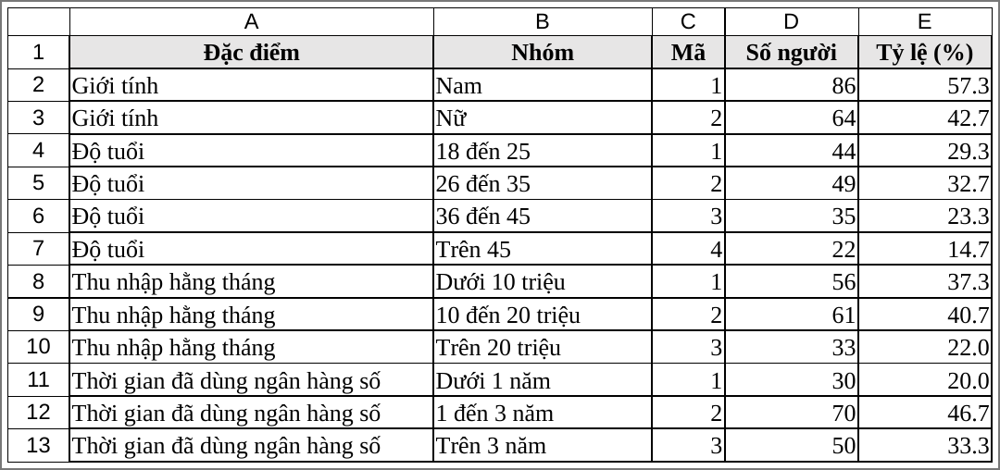 A B C D E
1 Đặc điểm Nhóm Mã Số người Tỷ lệ (%)
2 Giới tính Nam 1 86 57.3
3 Giới tính Nữ 2 64 42.7
4 Độ tuổi 18 đến 25 1 44 29.3
5 Độ tuổi 26 đến 35 2 49 32.7
6 Độ tuổi 36 đến 45 3 35 23.3
7 Độ tuổi Trên 45 4 22 14.7
8 Thu nhập hằng tháng Dưới 10 triệu 1 56 37.3
9 Thu nhập hằng tháng 10 đến 20 triệu 2 61 40.7
10 Thu nhập hằng tháng Trên 20 triệu 3 33 22.0
11 Thời gian đã dùng ngân hàng số Dưới 1 năm 1 30 20.0
12 Thời gian đã dùng ngân hàng số 1 đến 3 năm 2 70 46.7
13 Thời gian đã dùng ngân hàng số Trên 3 năm 3 50 33.3